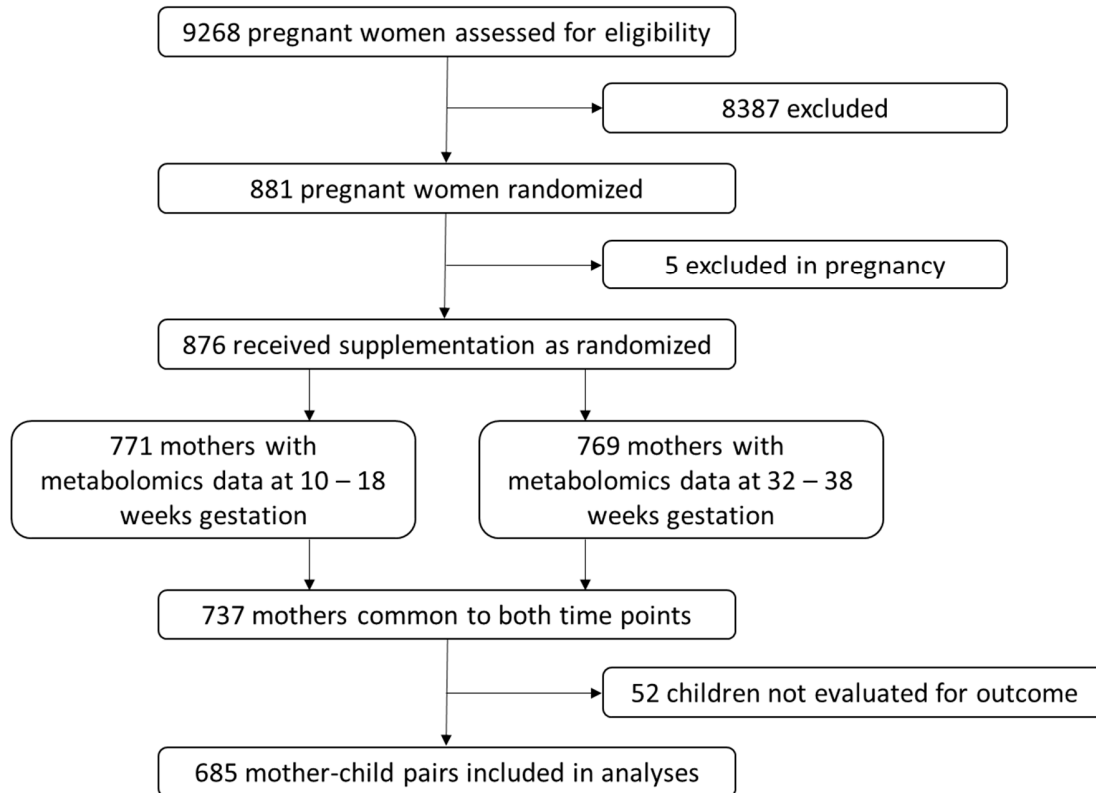 9268 pregnant women assessed for eligibility
8387 excluded
881 pregnant women randomized
5 excluded in pregnancy
876 received supplementation as randomized
771 mothers with
metabolomics data at 10 – 18
weeks gestation
769 mothers with
metabolomics data at 32 – 38
weeks gestation
737 mothers common to both time points
52 children not evaluated for outcome
685 mother-child pairs included in analyses